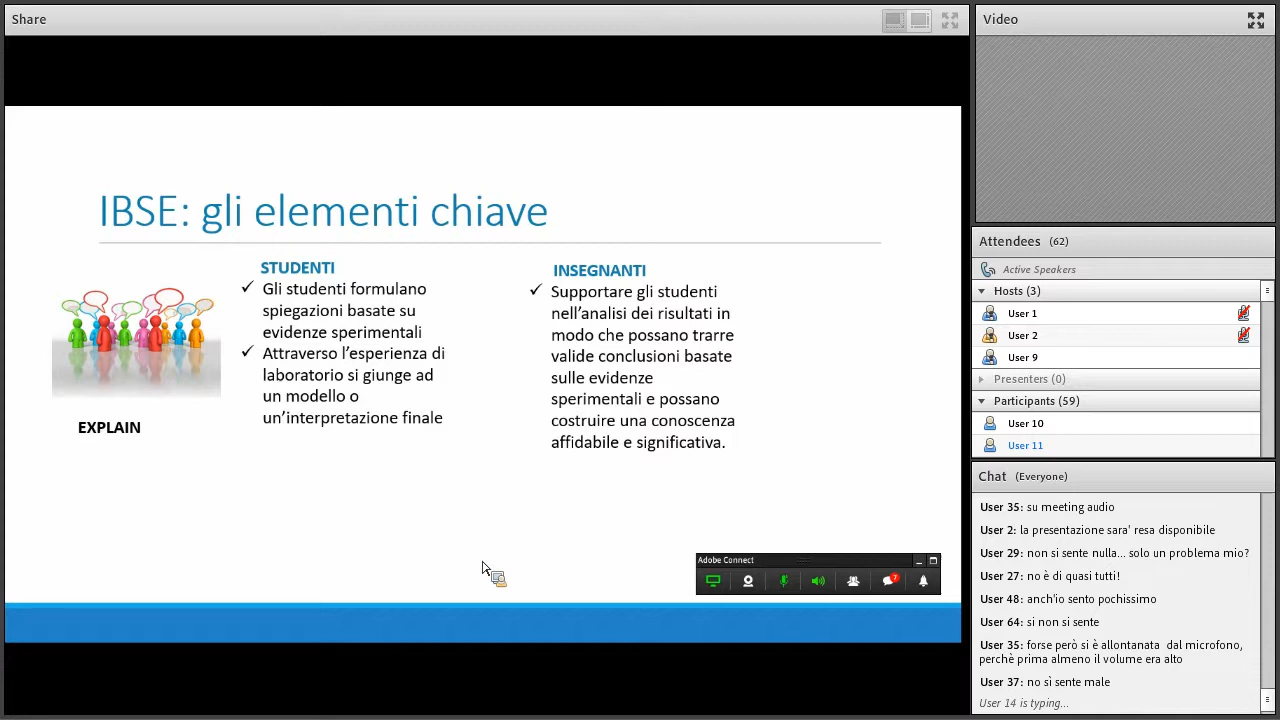 Share
IBSE: gli elementi chiave
STUDENTI
Gli studenti formulano
spiegazioni basate su
evidenze sperimentali
Attraverso l'esperienza di
laboratorio si giunge ad
un modello o
un'interpretazione finale
EXPLAIN
INSEGNANTI
Supportare gli studenti
nell'analisi dei risultati in
modo che possano trarre
valide conclusioni basate
sulle evidenze
sperimentali e possano
costruire una conoscenza
affidabile e significativa.
Adobe Connect
7
Video
Attendees (62)
Active Speakers
Hosts (3)
User 1
User 2
User 9
Presenters (0)
Participants (59)
User 10
User 11
Chat (Everyone)
User 35: su meeting audio
User 2: la presentazione sara' resa disponibile
User 29: non si sente nulla... solo un problema mio?
User 27: no è di quasi tutti!
User 48: anch'io sento pochissimo
User 64: si non si sente
User 35: forse però si è allontanata dal microfono,
perchè prima almeno il volume era alto
User 37: no sì sente male
User 14 is typing...